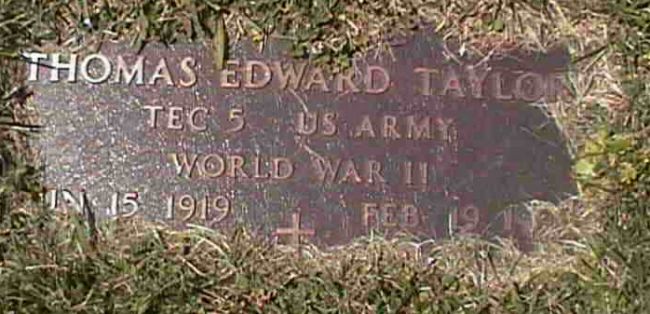 THOMAS EDWARD TAYLOR
TEC 5 US ARMY
WORLD WAR II
15 1919 FEB 19